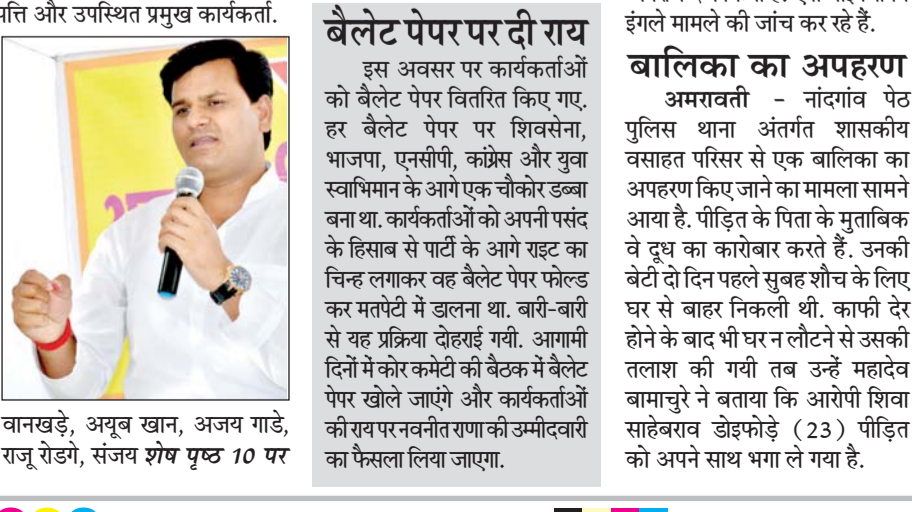 पत्ति और उपस्थित प्रमुख कार्यकर्ता.
वानखड़े, अयूब खान, अजय गाडे,
राजू रोडगे, संजय शेष पृष्ठ 10 पर
बैलेट पेपर पर दी राय
इस अवसर पर कार्यकर्ताओं
को बैलेट पेपर वितरित किए गए.
हर बैलेट पेपर पर शिवसेना,
भाजपा, एनसीपी, कांग्रेस और युवा
स्वाभिमान के आगे एक चौकोर डब्बा
बना था. कार्यकर्ताओं को अपनी पसंद
के हिसाब से पार्टी के आगे राइट का
चिन्ह लगाकर वह बैलेट पेपर फोल्ड
कर मतपेटी में डालना था. बारी-बारी
से यह प्रक्रिया दोहराई गयी. आगामी
दिनों में कोर कमेटी की बैठक में बैलेट
पेपर खोले जाएंगे और कार्यकर्ताओं
की राय पर नवनीत राणा की उम्मीदवारी
का फैसला लिया जाएगा.
इंगले मामले की जांच कर रहे हैं.
बालिका का अपहरण
अमरावती - नांदगांव पेठ
पुलिस थाना अंतर्गत शासकीय
वसाहत परिसर से एक बालिका का
अपहरण किए जाने का मामला सामने
आया है. पीड़ित के पिता के मुताबिक
वे दूध का कारोबार करते हैं. उनकी
बेटी दो दिन पहले सुबह शौच के लिए
घर से बाहर निकली थी. काफी देर
होने के बाद भी घर न लौटने से उसकी
तलाश की गयी तब उन्हें महादेव
बामाचुरे ने बताया कि आरोपी शिवा
साहेबराव डोइफोड़े (23) पीड़ित
को अपने साथ भगा ले गया है.